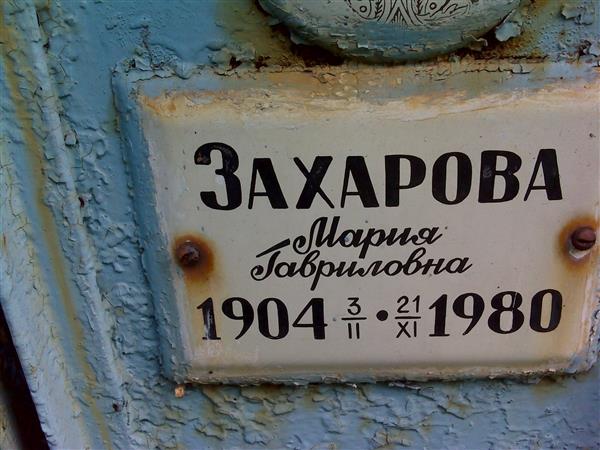 ЗАХАРОВА
Мария
Гавриловна
1904 3/II • 21/XI 1980